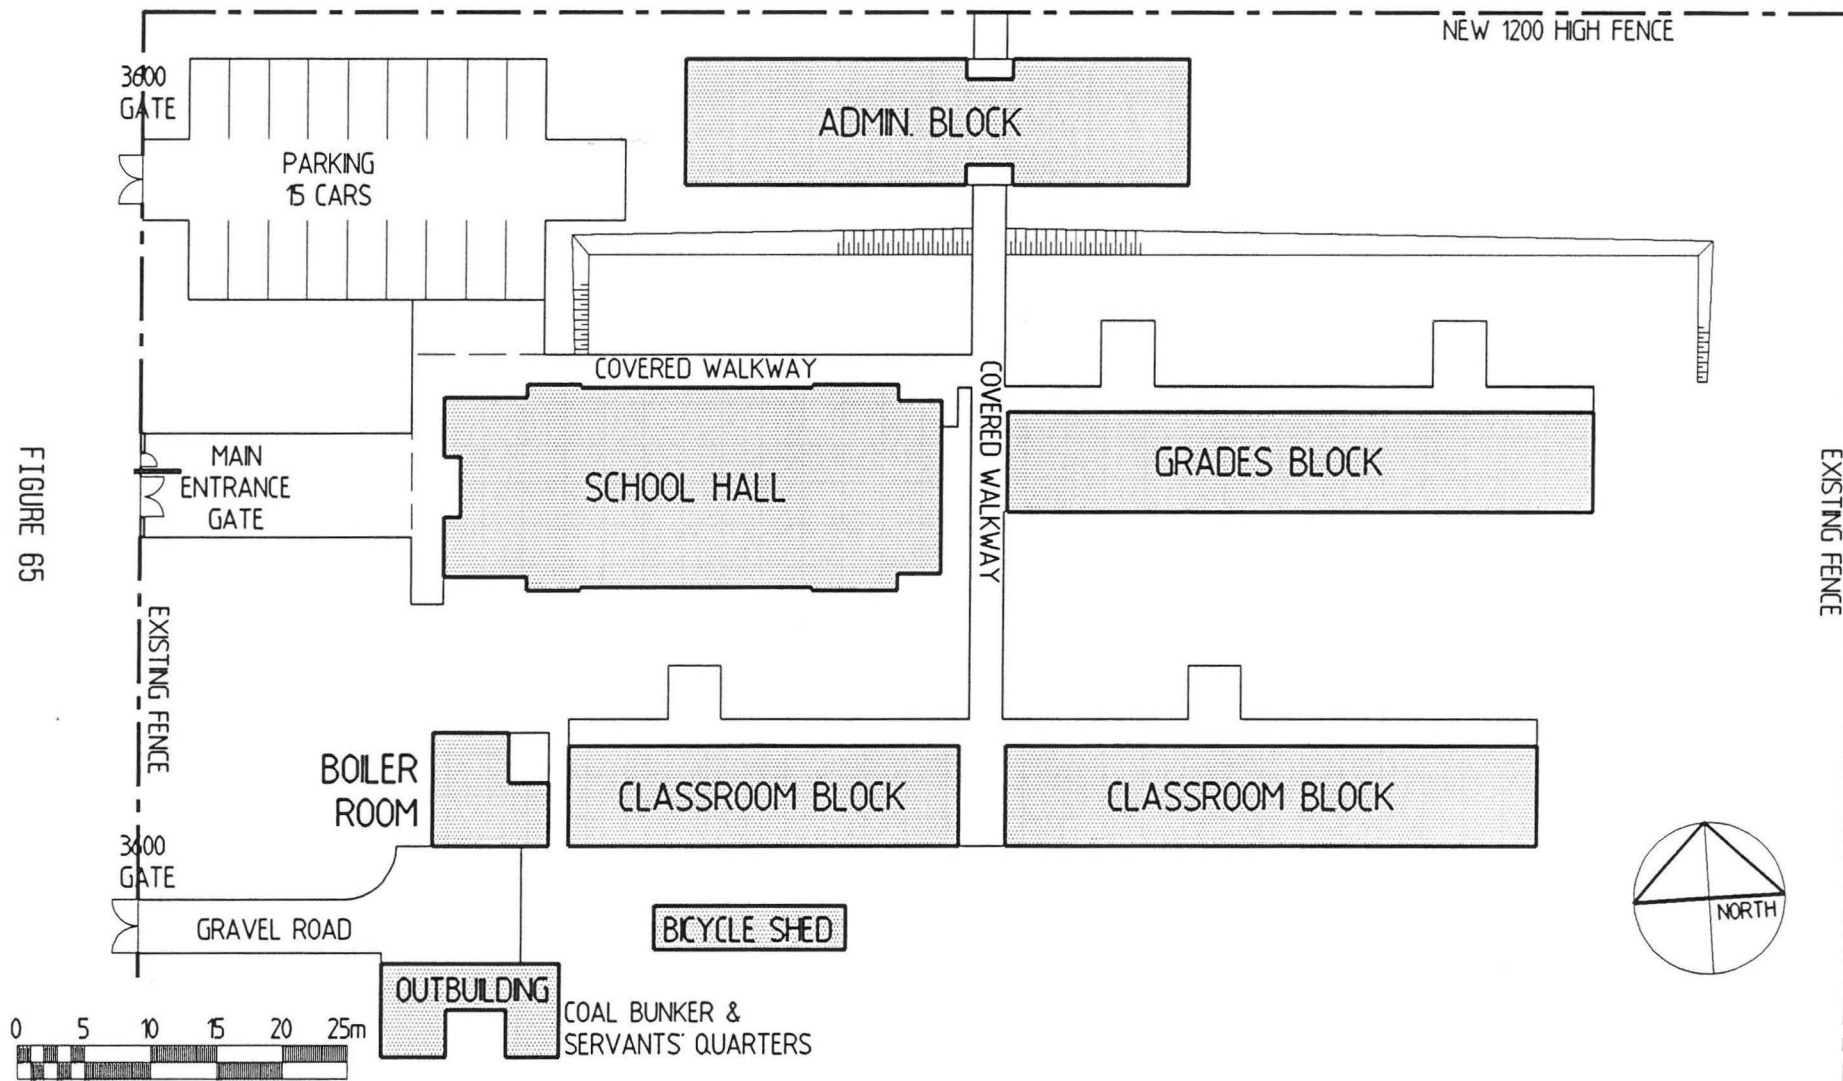 NEW 1200 HIGH FENCE
3600
GATE
ADMIN. BLOCK
PARKING
15 CARS
COVERED WALKWAY
COVERED WALKWAY
MAIN
ENTRANCE
GATE
SCHOOL HALL
GRADES BLOCK
EXISTING FENCE
FIGURE 65
EXISTING FENCE
BOILER
ROOM
CLASSROOM BLOCK
CLASSROOM BLOCK
3600
GATE
GRAVEL ROAD
BICYCLE SHED
NORTH
OUTBUILDING
COAL BUNKER &
SERVANTS' QUARTERS
0 5 10 15 20 25m